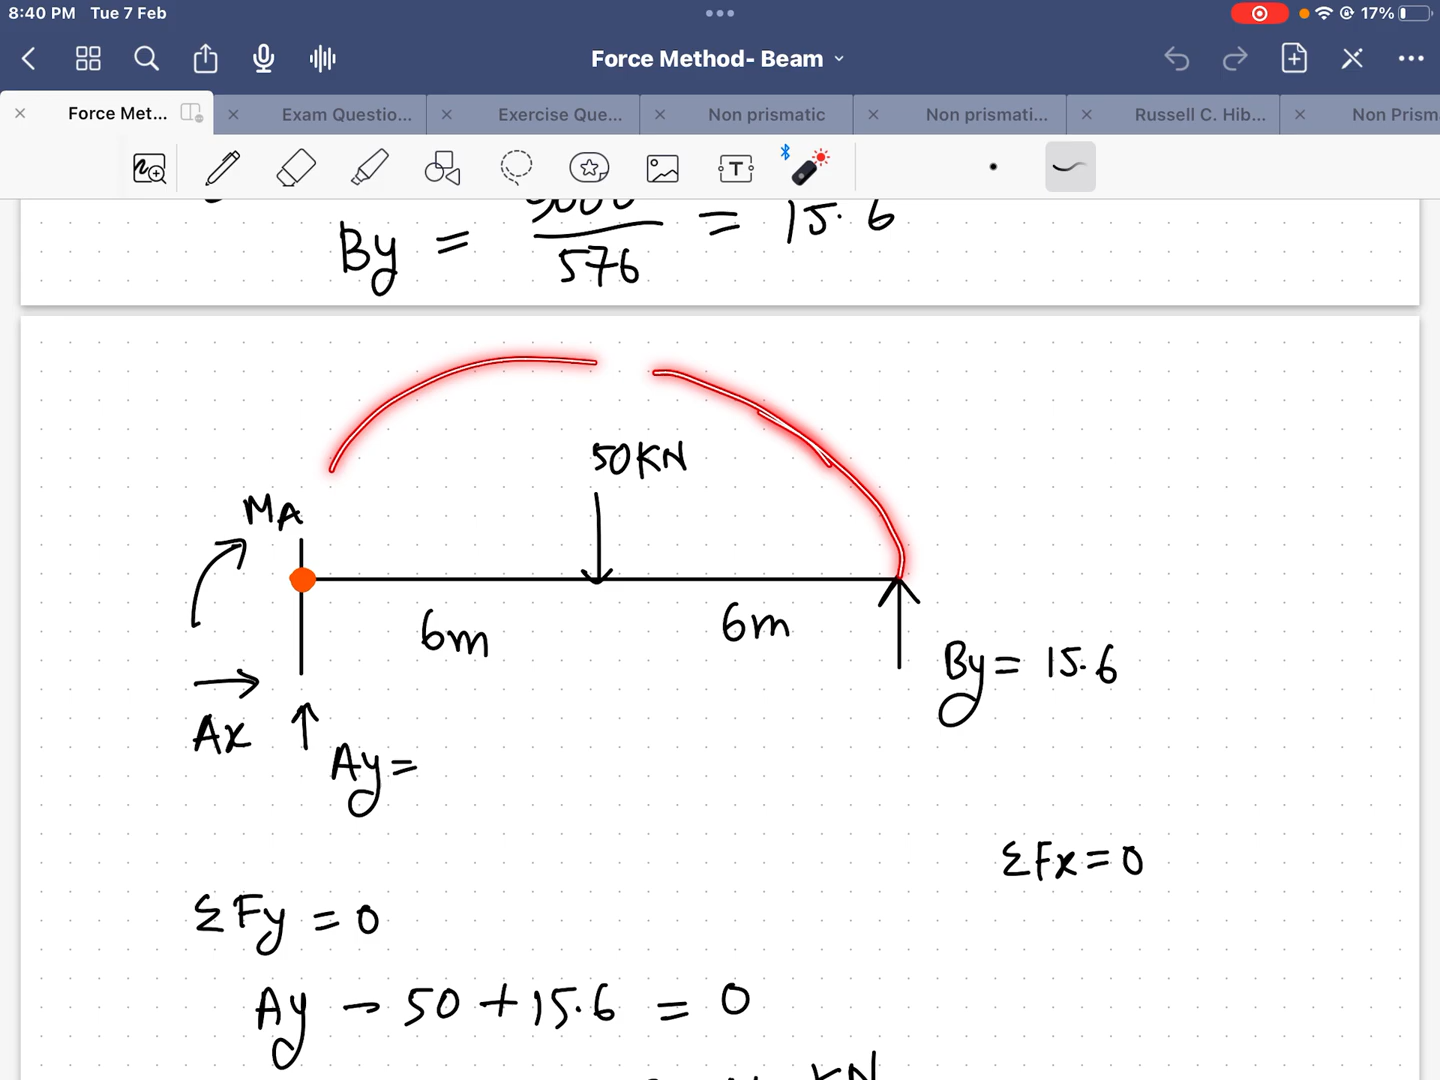 8:40 PM Tue 7 Feb
17%
Force Method- Beam
Force Met...
Exam Questio...
Exercise Que...
Non prismatic
Non prismati...
Russell C. Hib...
Non Prism
T
By = /576 = 15.6
50KN
MA
6m
6m
By = 15.6
Ax
Ay =
ΣFx = 0
ΣFy = 0
Ay - 50 + 15.6 = 0
KN